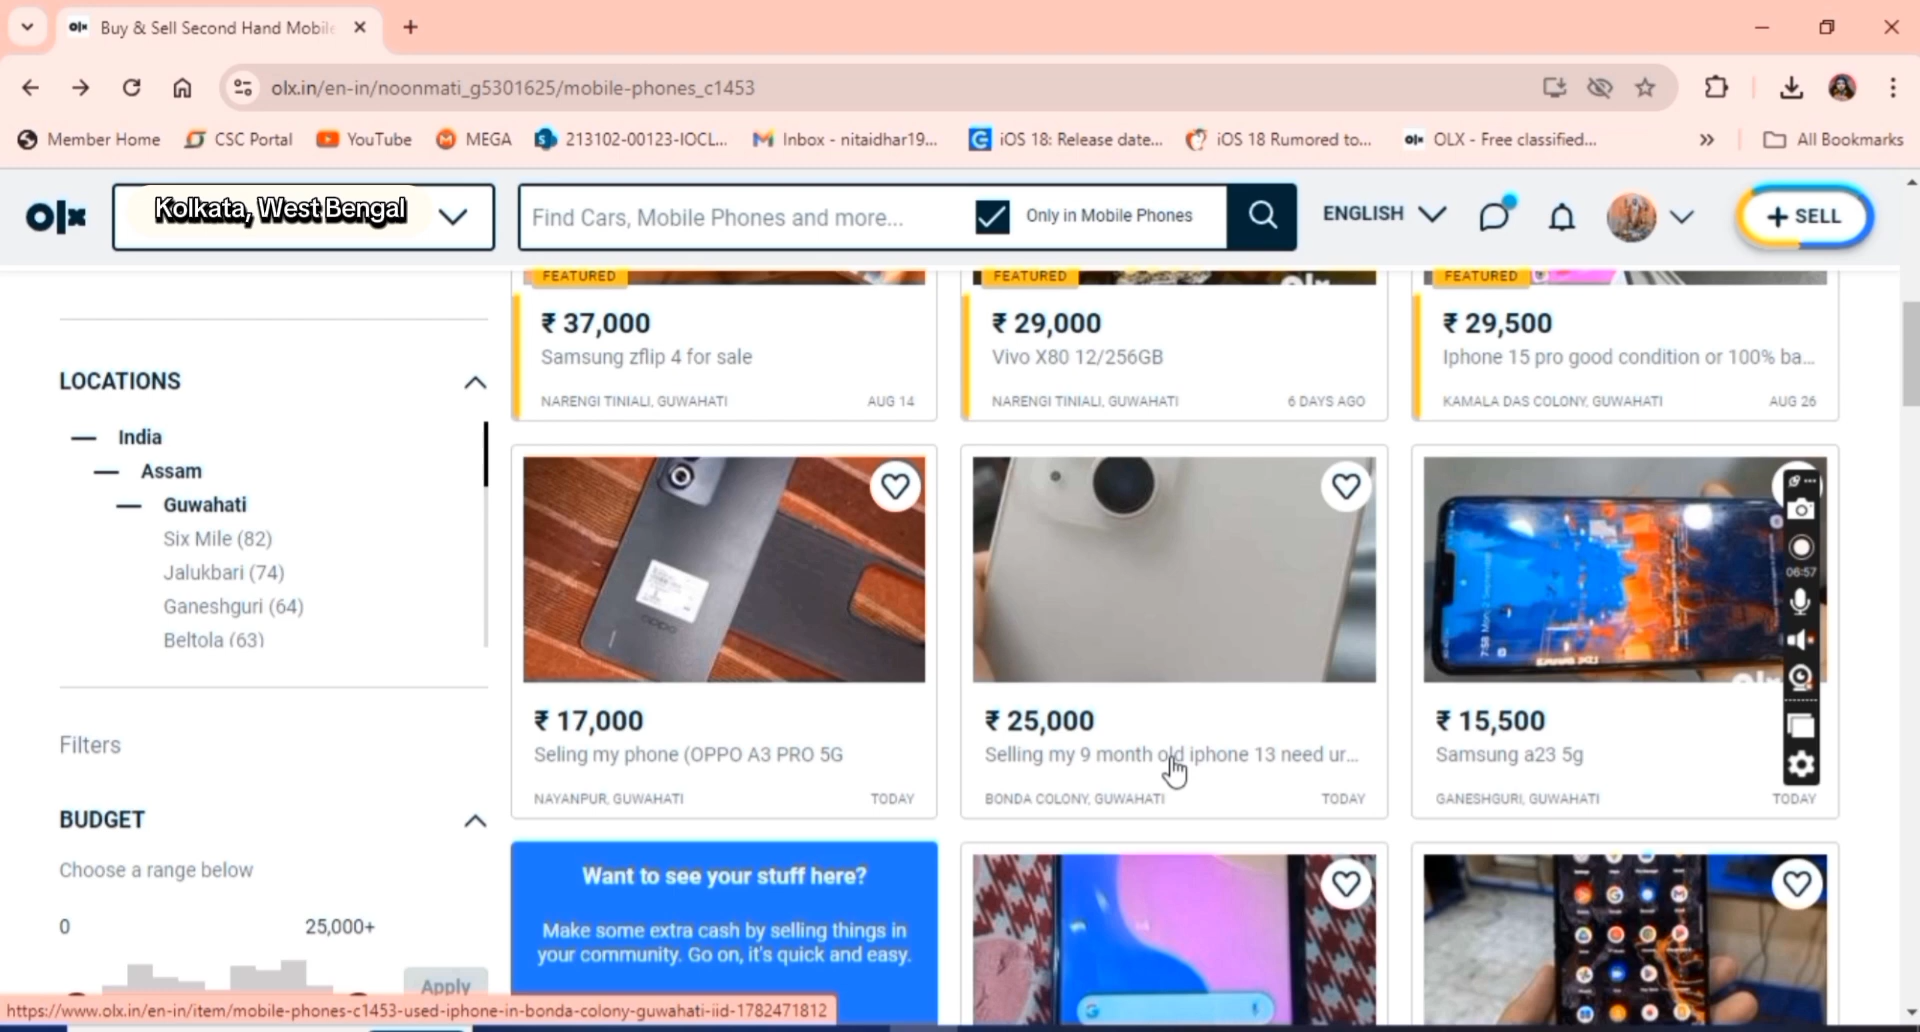 olx Buy & Sell Second Hand Mobile
olx.in/en-in/noonmati_g5301625/mobile-phones_c1453
Member Home CSC Portal YouTube MEGA 213102-00123-IOCL... Inbox - nitaidhar19... iOS 18: Release date... iOS 18 Rumored to... olx OLX - Free classified... » All Bookmarks
olx Kolkata, West Bengal Find Cars, Mobile Phones and more... Only in Mobile Phones ENGLISH + SELL
FEATURED FEATURED FEATURED
₹ 37,000
Samsung zflip 4 for sale
NARENGI TINIALI, GUWAHATI AUG 14
₹ 29,000
Vivo X80 12/256GB
NARENGI TINIALI, GUWAHATI 6 DAYS AGO
₹ 29,500
Iphone 15 pro good condition or 100% ba...
KAMALA DAS COLONY, GUWAHATI AUG 26
LOCATIONS
India
Assam
Guwahati
Six Mile (82)
Jalukbari (74)
Ganeshguri (64)
Beltola (63)
Filters
BUDGET
Choose a range below
0 25,000+
Apply
oppo
₹ 17,000
Seling my phone (OPPO A3 PRO 5G
NAYANPUR, GUWAHATI TODAY
₹ 25,000
Selling my 9 month old iphone 13 need ur...
BONDA COLONY, GUWAHATI TODAY
06:57
₹ 15,500
Samsung a23 5g
GANESHGURI, GUWAHATI TODAY
Want to see your stuff here?
Make some extra cash by selling things in
your community. Go on, it's quick and easy.
https://www.olx.in/en-in/item/mobile-phones-c1453-used-iphone-in-bonda-colony-guwahati-iid-1782471812